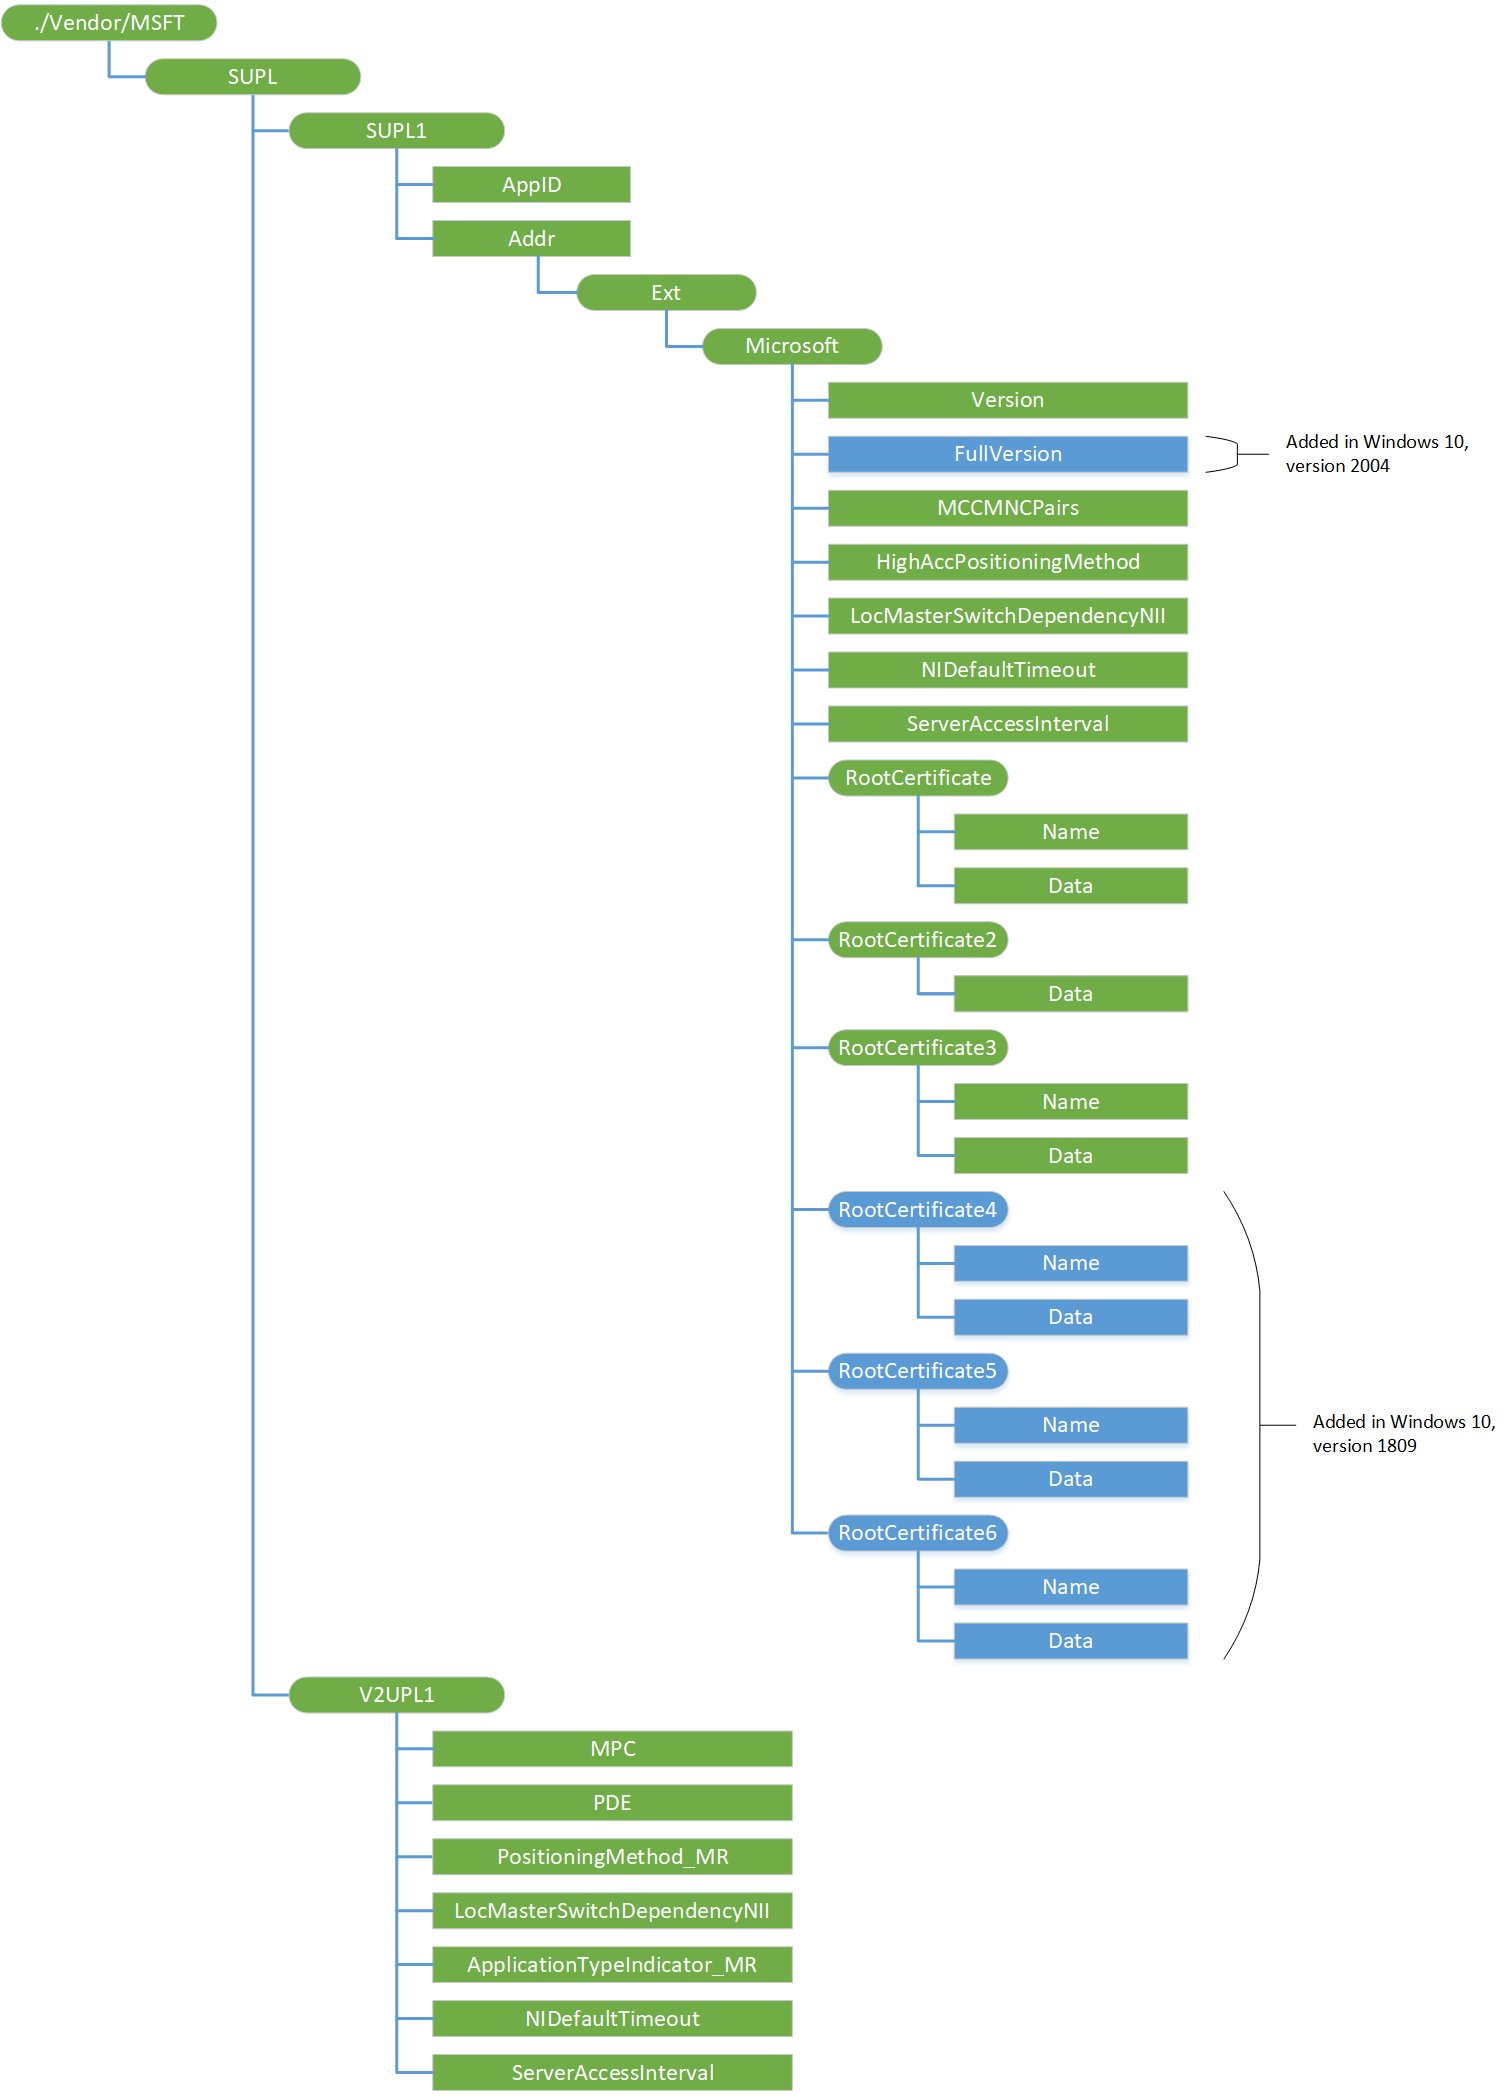 ./Vendor/MSFT
SUPL
SUPL1
AppID
Addr
Ext
Microsoft
Version
FullVersion
Added in Windows 10,
version 2004
MCCMNCPairs
HighAccPositioningMethod
LocMasterSwitchDependencyNII
NIDefaultTimeout
ServerAccessInterval
RootCertificate
Name
Data
RootCertificate2
Data
RootCertificate3
Name
Data
RootCertificate4
Name
Data
RootCertificate5
Name
Data
Added in Windows 10,
version 1809
RootCertificate6
Name
Data
V2UPL1
MPC
PDE
PositioningMethod_MR
LocMasterSwitchDependencyNII
ApplicationTypeIndicator_MR
NIDefaultTimeout
ServerAccessInterval